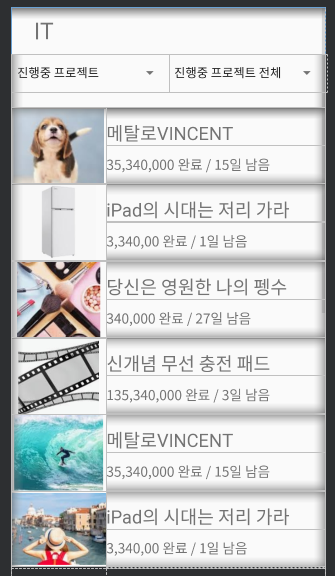 IT
진행중 프로젝트
진행중 프로젝트 전체
메탈로VINCENT
35,340,000 완료 / 15일 남음
iPad의 시대는 저리 가라
3,340,00 완료 / 1일 남음
당신은 영원한 나의 펭수
340,000 완료 / 27일 남음
신개념 무선 충전 패드
135,340,000 완료 / 3일 남음
메탈로VINCENT
35,340,000 완료 / 15일 남음
iPad의 시대는 저리 가라
3,340,00 완료 / 1일 남음